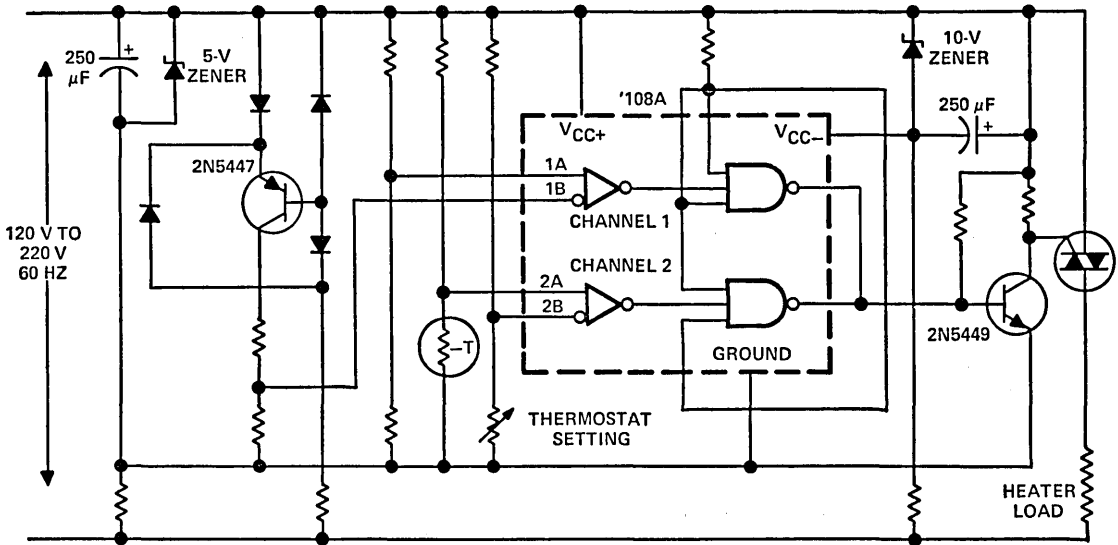 250
μF
+
5-V
ZENER
2N5447
120 V TO
220 V
60 HZ
'108A
VCC+
VCC–
1A
1B
CHANNEL 1
CHANNEL 2
2A
2B
–T
GROUND
THERMOSTAT
SETTING
10-V
ZENER
250 μF
+
2N5449
HEATER
LOAD